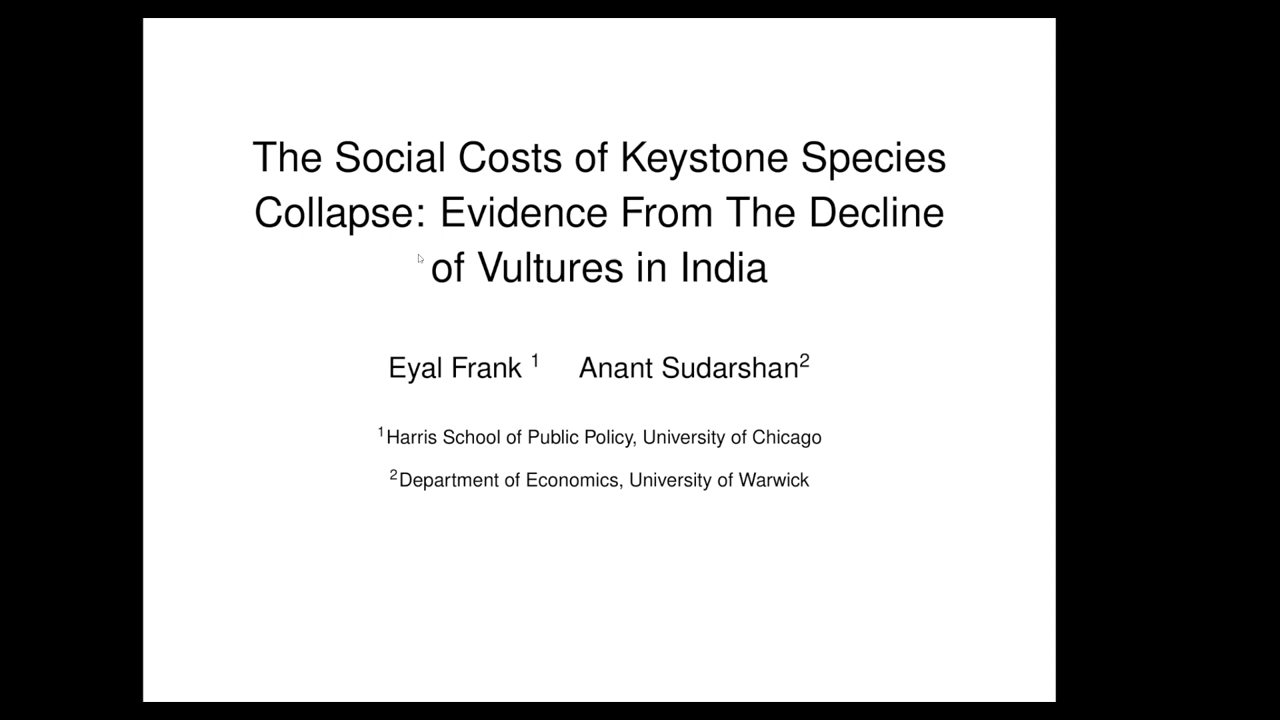 The Social Costs of Keystone Species
Collapse: Evidence From The Decline
of Vultures in India
Eyal Frank ¹ Anant Sudarshan²
¹Harris School of Public Policy, University of Chicago
²Department of Economics, University of Warwick